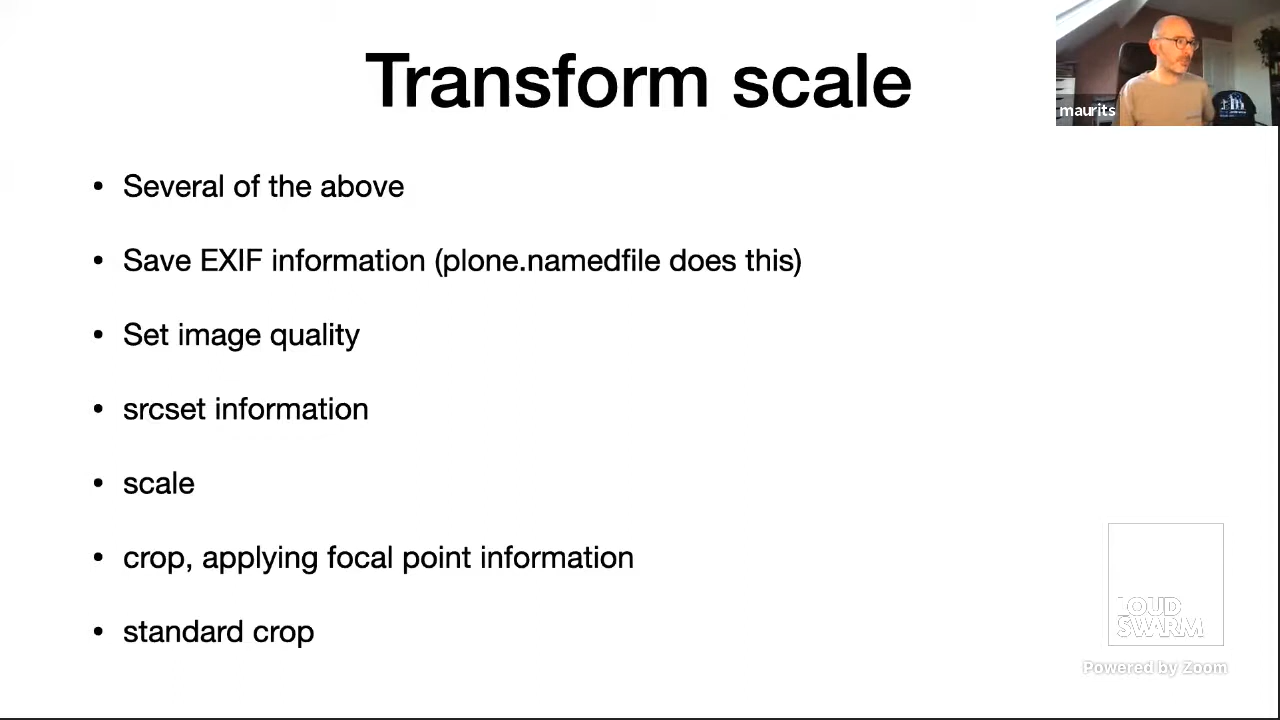 Transform scale
maurits
• Several of the above
• Save EXIF information (plone.namedfile does this)
• Set image quality
• srcset information
• scale
• crop, applying focal point information
• standard crop
LOUD
SWARM
Powered by Zoom